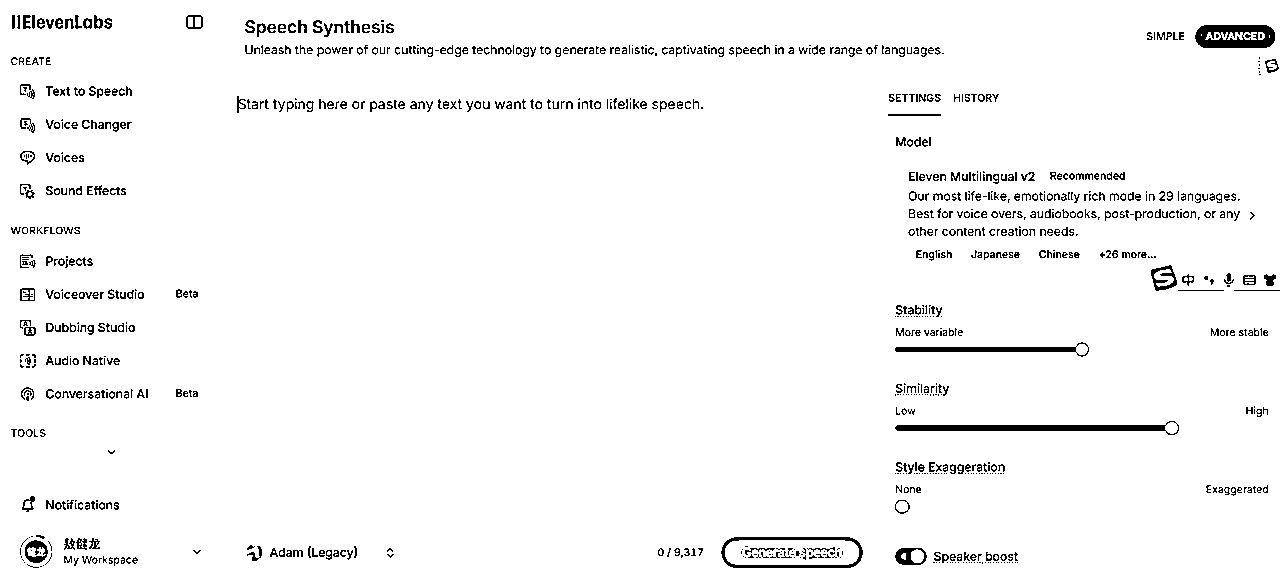 IIElevenLabs
CREATE
Text to Speech
Voice Changer
Voices
Sound Effects
WORKFLOWS
Projects
Voiceover Studio Beta
Dubbing Studio
Audio Native
Conversational AI Beta
TOOLS
Notifications
敖健龙
My Workspace
Speech Synthesis
Unleash the power of our cutting-edge technology to generate realistic, captivating speech in a wide range of languages.
SIMPLE ADVANCED
Start typing here or paste any text you want to turn into lifelike speech.
Adam (Legacy)
0 / 9,317
Generate speech
SETTINGS HISTORY
Model
Eleven Multilingual v2 Recommended
Our most life-like, emotionally rich mode in 29 languages.
Best for voice overs, audiobooks, post-production, or any
other content creation needs.
English Japanese Chinese +26 more...
中
Stability
More variable More stable
Similarity
Low High
Style Exaggeration
None Exaggerated
Speaker boost